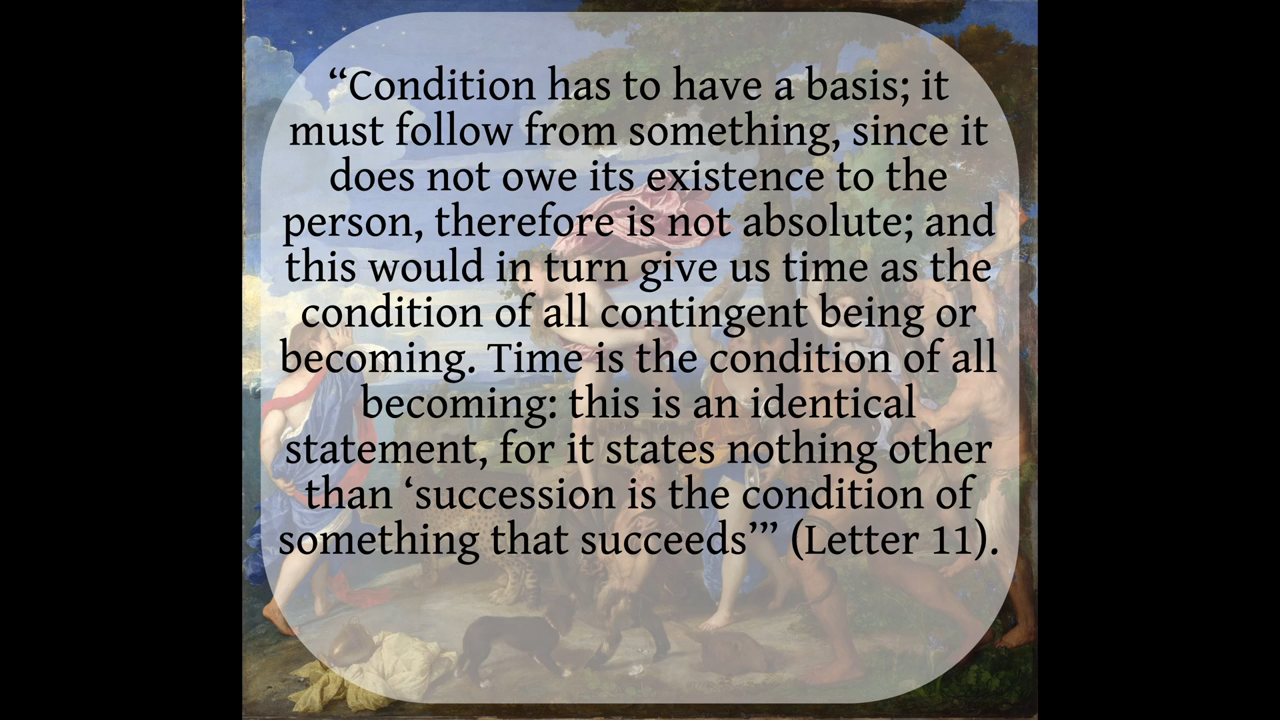 “Condition has to have a basis; it
must follow from something, since it
does not owe its existence to the
person, therefore is not absolute; and
this would in turn give us time as the
condition of all contingent being or
becoming. Time is the condition of all
becoming: this is an identical
statement, for it states nothing other
than ‘succession is the condition of
something that succeeds’” (Letter 11).